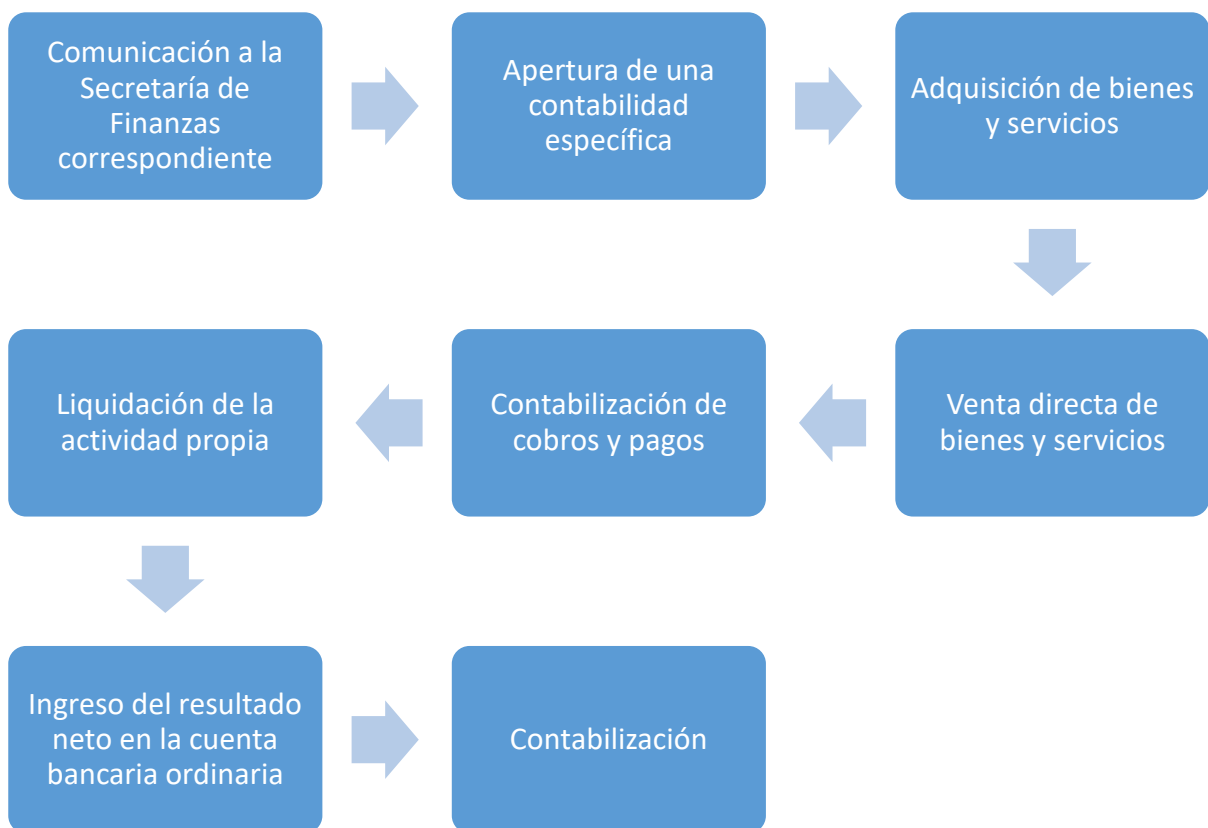 Comunicación a la
Secretaría de
Finanzas
correspondiente
Apertura de una
contabilidad
específica
Adquisición de bienes
y servicios
Venta directa de
bienes y servicios
Contabilización de
cobros y pagos
Liquidación de la
actividad propia
Ingreso del resultado
neto en la cuenta
bancaria ordinaria
Contabilización